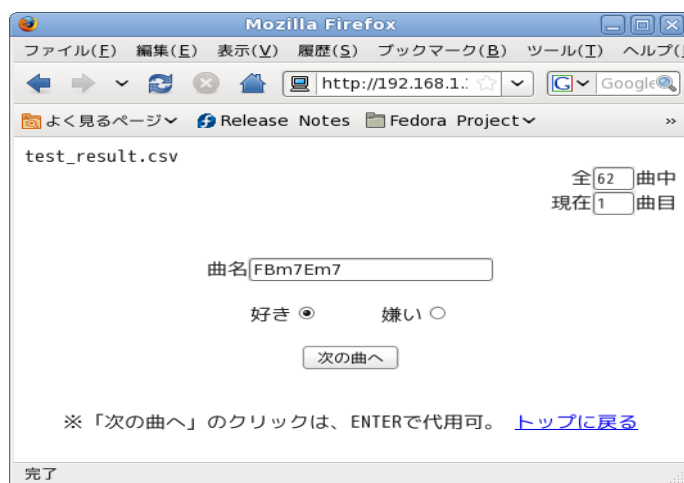 Mozilla Firefox
ファイル(F) 編集(E) 表示(V) 履歴(S) ブックマーク(B) ツール(T) ヘルプ(
http://192.168.1. G Google
よく見るページ Release Notes Fedora Project »
test_result.csv
全62曲中
現在1曲目
曲名FBm7Em7
好き 嫌い
次の曲へ
※「次の曲へ」のクリックは、ENTERで代用可。 トップに戻る
完了